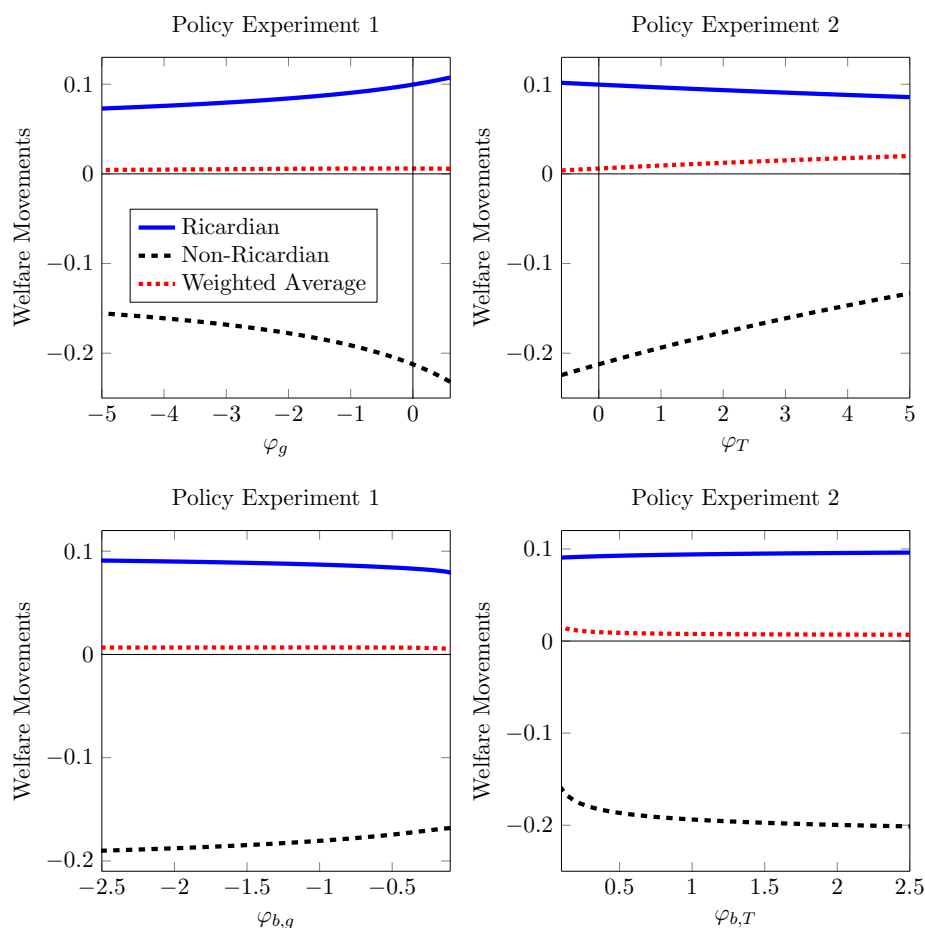 Policy Experiment 1
0.1
0
−0.1
−0.2
Welfare Movements
Ricardian
Non-Ricardian
Weighted Average
−5 −4 −3 −2 −1 0
φg
Policy Experiment 2
0.1
0
−0.1
−0.2
Welfare Movements
0 1 2 3 4 5
φT
Policy Experiment 1
0.1
0
−0.1
−0.2
Welfare Movements
−2.5 −2 −1.5 −1 −0.5
φb,g
Policy Experiment 2
0.1
0
−0.1
−0.2
Welfare Movements
0.5 1 1.5 2 2.5
φb,T